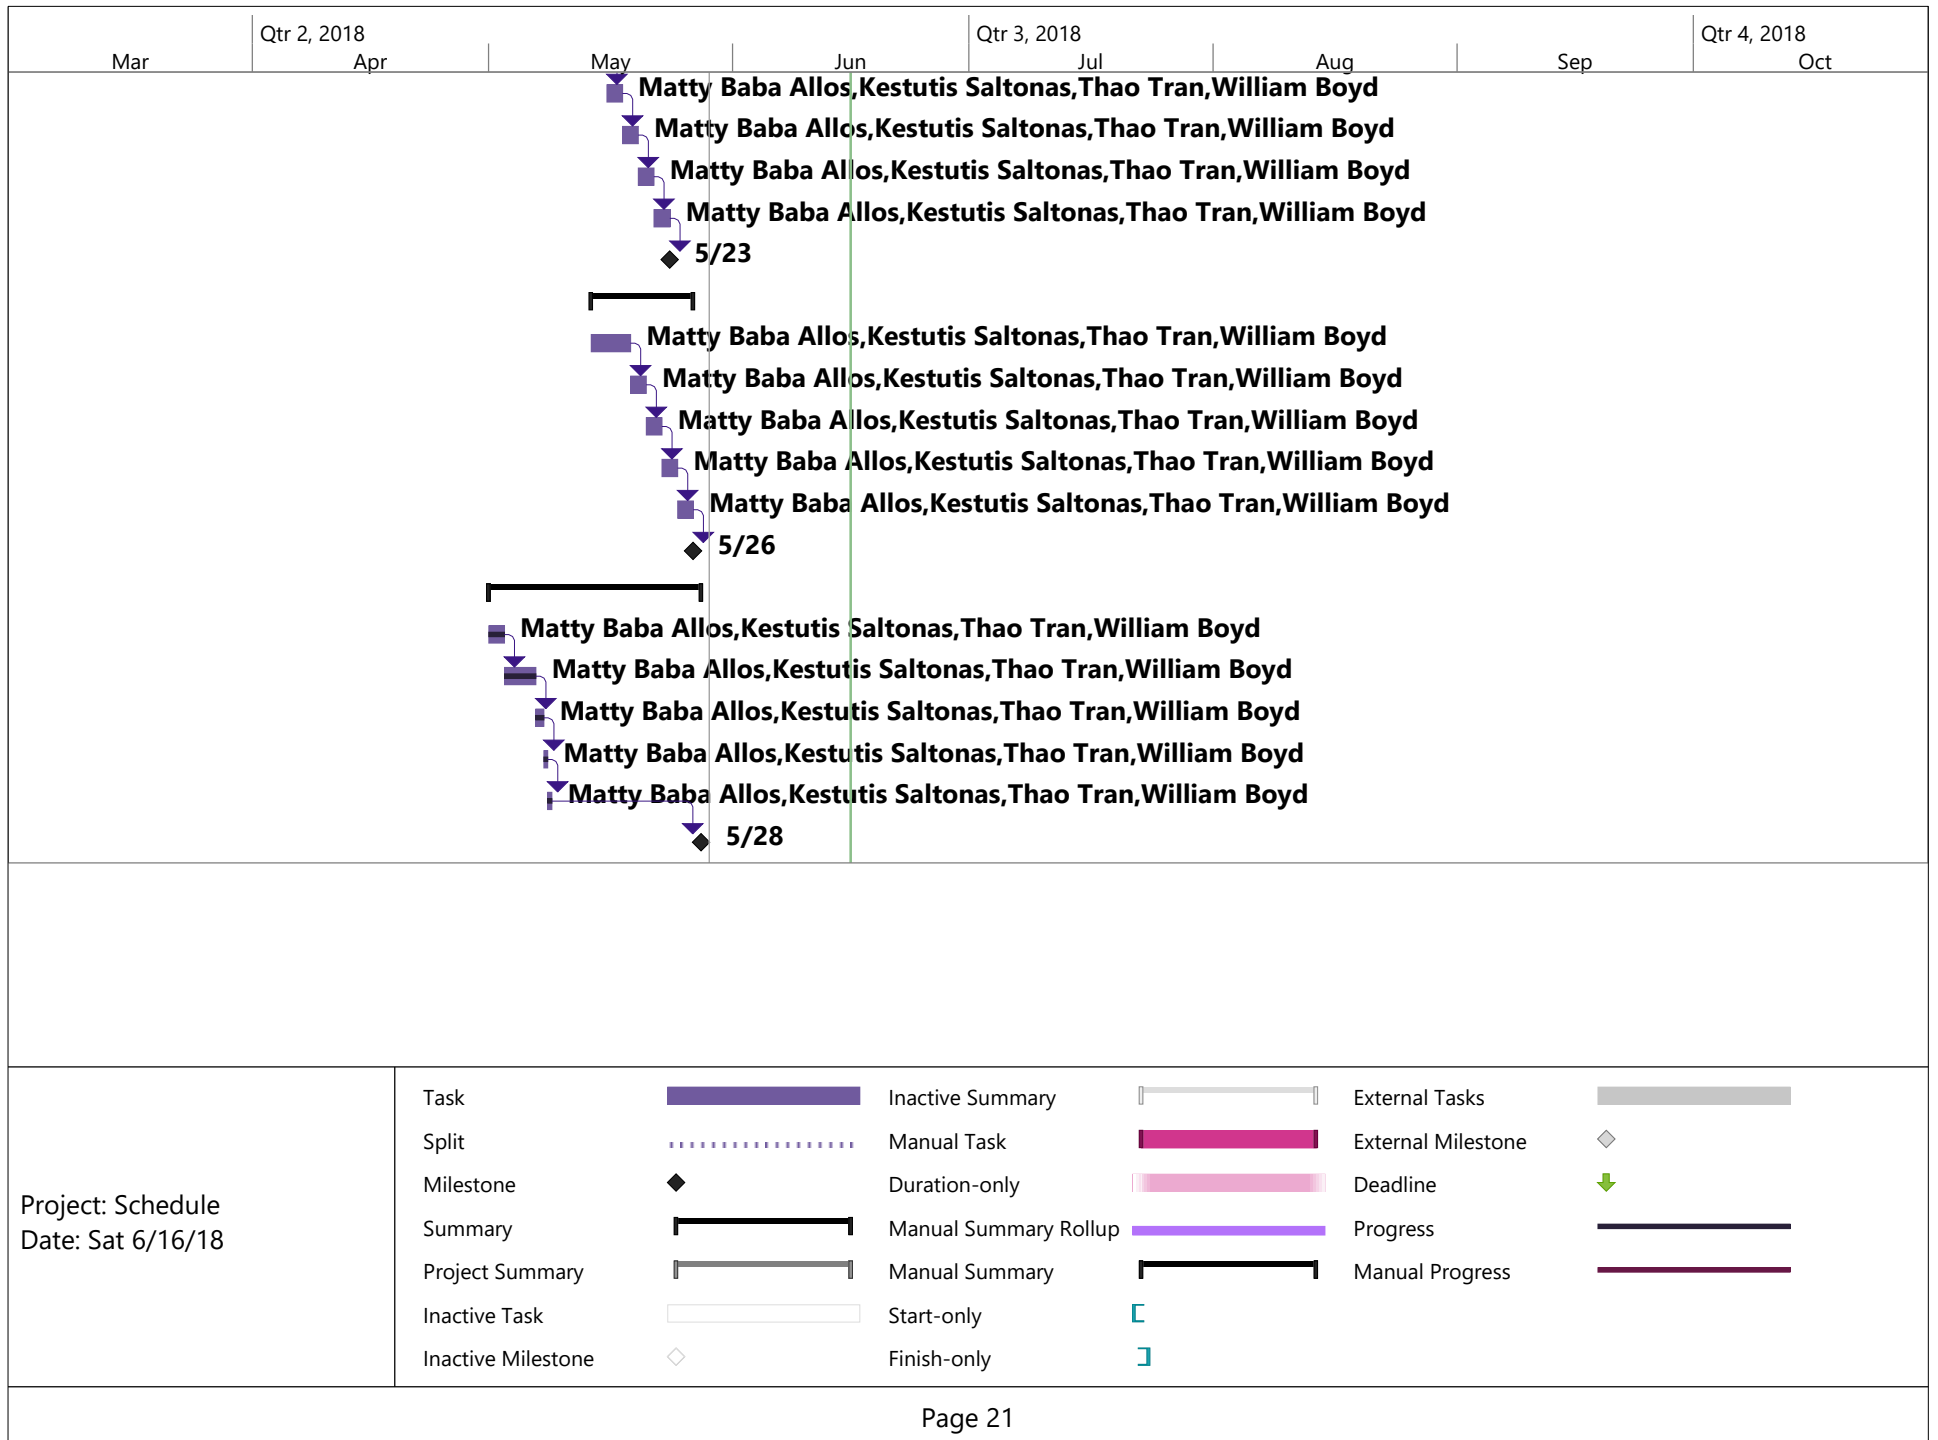 Qtr 2, 2018 Qtr 3, 2018 Qtr 4, 2018
Mar Apr May Jun Jul Aug Sep Oct
Matty Baba Allos,Kestutis Saltonas,Thao Tran,William Boyd
Matty Baba Allos,Kestutis Saltonas,Thao Tran,William Boyd
Matty Baba Allos,Kestutis Saltonas,Thao Tran,William Boyd
Matty Baba Allos,Kestutis Saltonas,Thao Tran,William Boyd
5/23
Matty Baba Allos,Kestutis Saltonas,Thao Tran,William Boyd
Matty Baba Allos,Kestutis Saltonas,Thao Tran,William Boyd
Matty Baba Allos,Kestutis Saltonas,Thao Tran,William Boyd
Matty Baba Allos,Kestutis Saltonas,Thao Tran,William Boyd
Matty Baba Allos,Kestutis Saltonas,Thao Tran,William Boyd
5/26
Matty Baba Allos,Kestutis Saltonas,Thao Tran,William Boyd
Matty Baba Allos,Kestutis Saltonas,Thao Tran,William Boyd
Matty Baba Allos,Kestutis Saltonas,Thao Tran,William Boyd
Matty Baba Allos,Kestutis Saltonas,Thao Tran,William Boyd
Matty Baba Allos,Kestutis Saltonas,Thao Tran,William Boyd
5/28
Project: Schedule
Date: Sat 6/16/18
Task
Split
Milestone
Summary
Project Summary
Inactive Task
Inactive Milestone
Inactive Summary
Manual Task
Duration-only
Manual Summary Rollup
Manual Summary
Start-only
Finish-only
External Tasks
External Milestone
Deadline
Progress
Manual Progress
Page 21